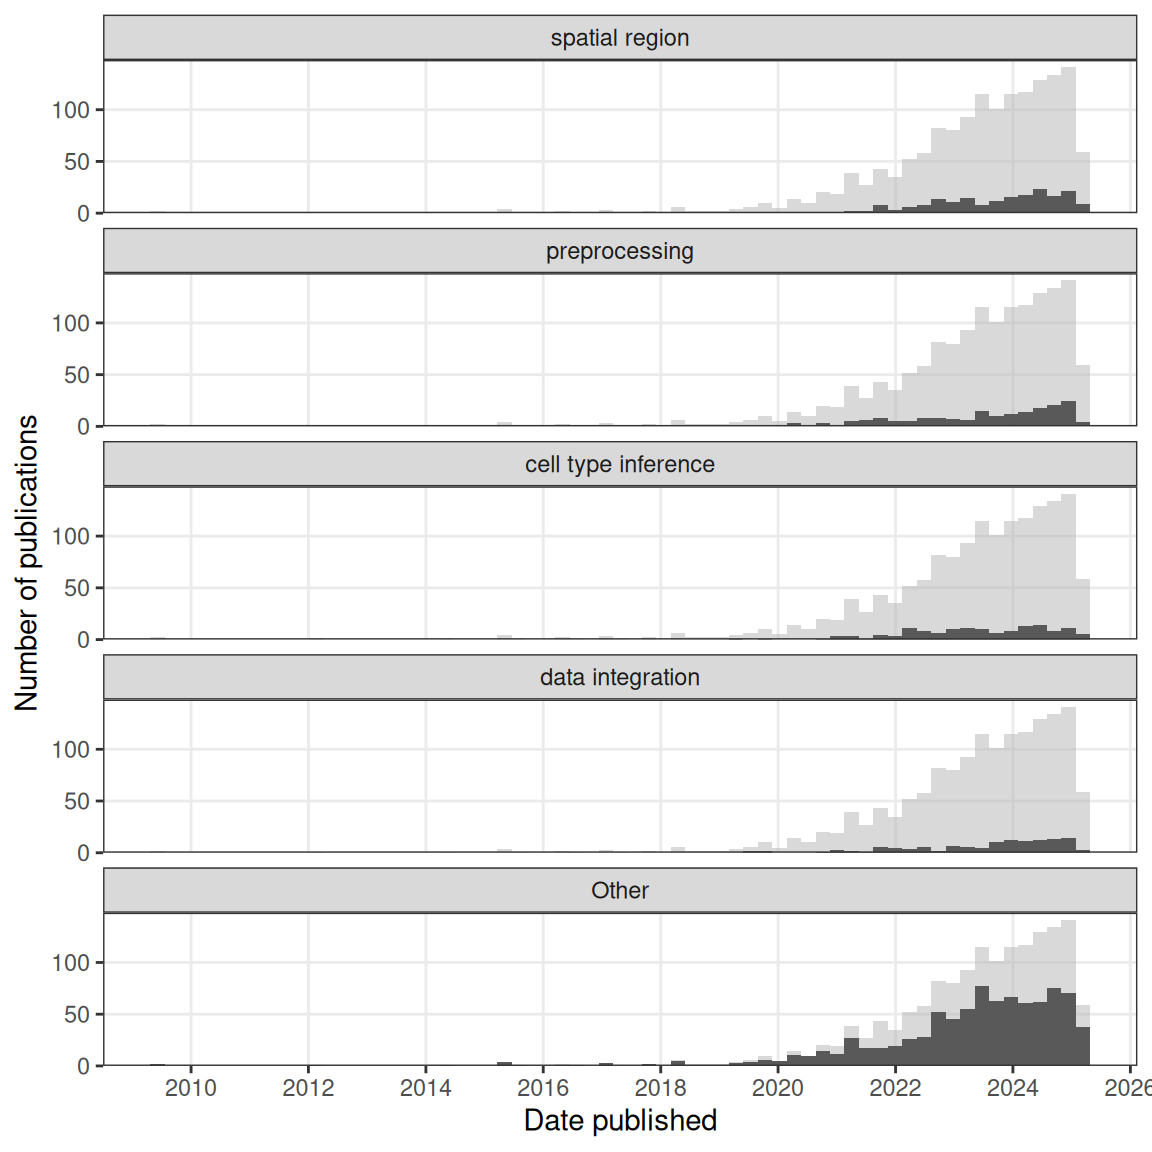 spatial region
100
50
0
preprocessing
100
50
0
cell type inference
100
50
0
data integration
100
50
0
Other
100
50
0
2010 2012 2014 2016 2018 2020 2022 2024 2026
Date published
Number of publications